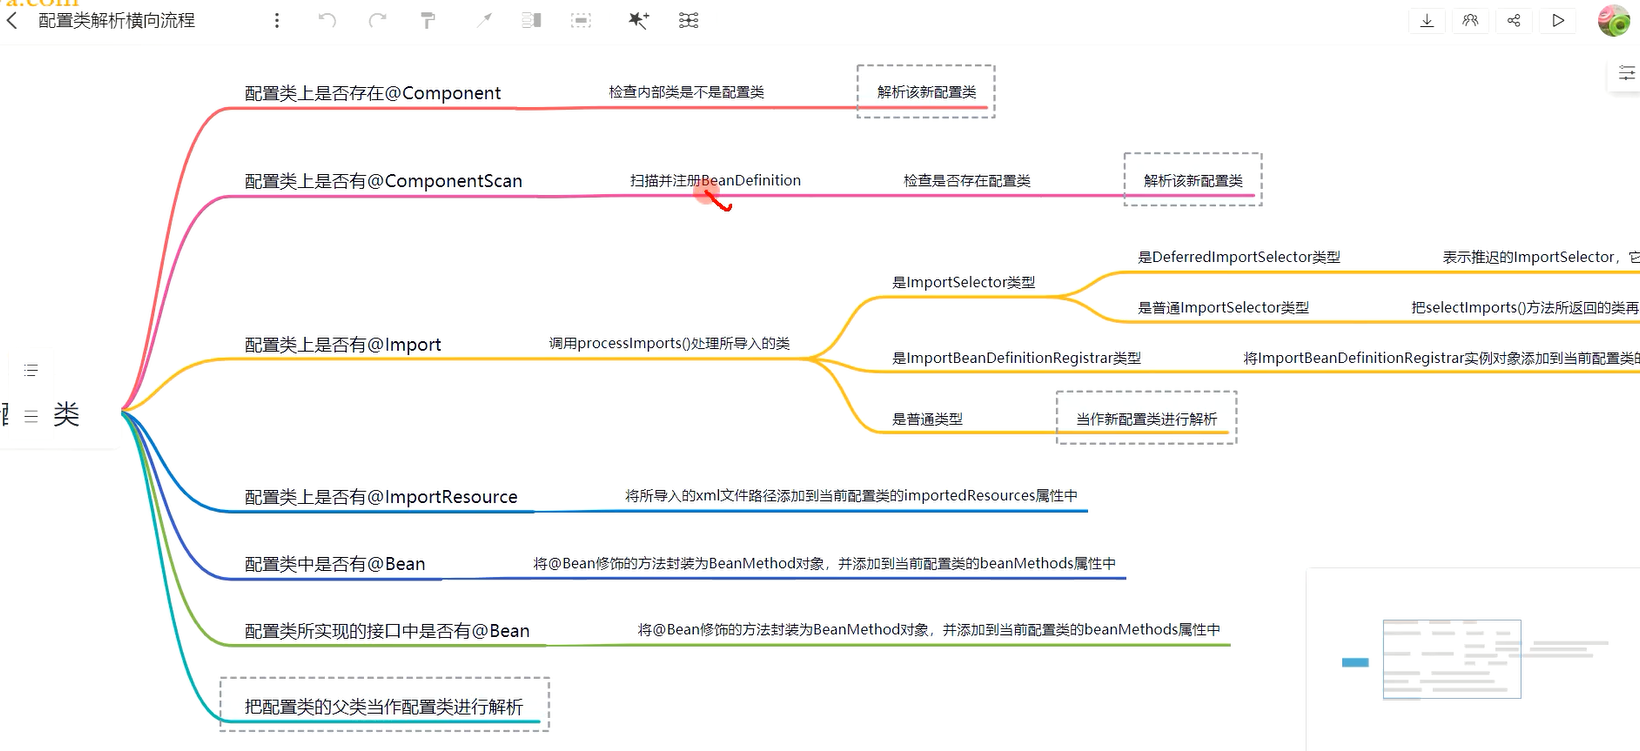 va.com
配置类解析横向流程
配置类上是否存在@Component
检查内部类是不是配置类
解析该新配置类
配置类上是否有@ComponentScan
扫描并注册BeanDefinition
检查是否存在配置类
解析该新配置类
是DeferredImportSelector类型
表示推迟的ImportSelector，它
是ImportSelector类型
是普通ImportSelector类型
把selectImports()方法所返回的类再
配置类上是否有@Import
调用processImports()处理所导入的类
是ImportBeanDefinitionRegistrar类型
将ImportBeanDefinitionRegistrar实例对象添加到当前配置类的
类
是普通类型
当作新配置类进行解析
配置类上是否有@ImportResource
将所导入的xml文件路径添加到当前配置类的importedResources属性中
配置类中是否有@Bean
将@Bean修饰的方法封装为BeanMethod对象，并添加到当前配置类的beanMethods属性中
配置类所实现的接口中是否有@Bean
将@Bean修饰的方法封装为BeanMethod对象，并添加到当前配置类的beanMethods属性中
把配置类的父类当作配置类进行解析